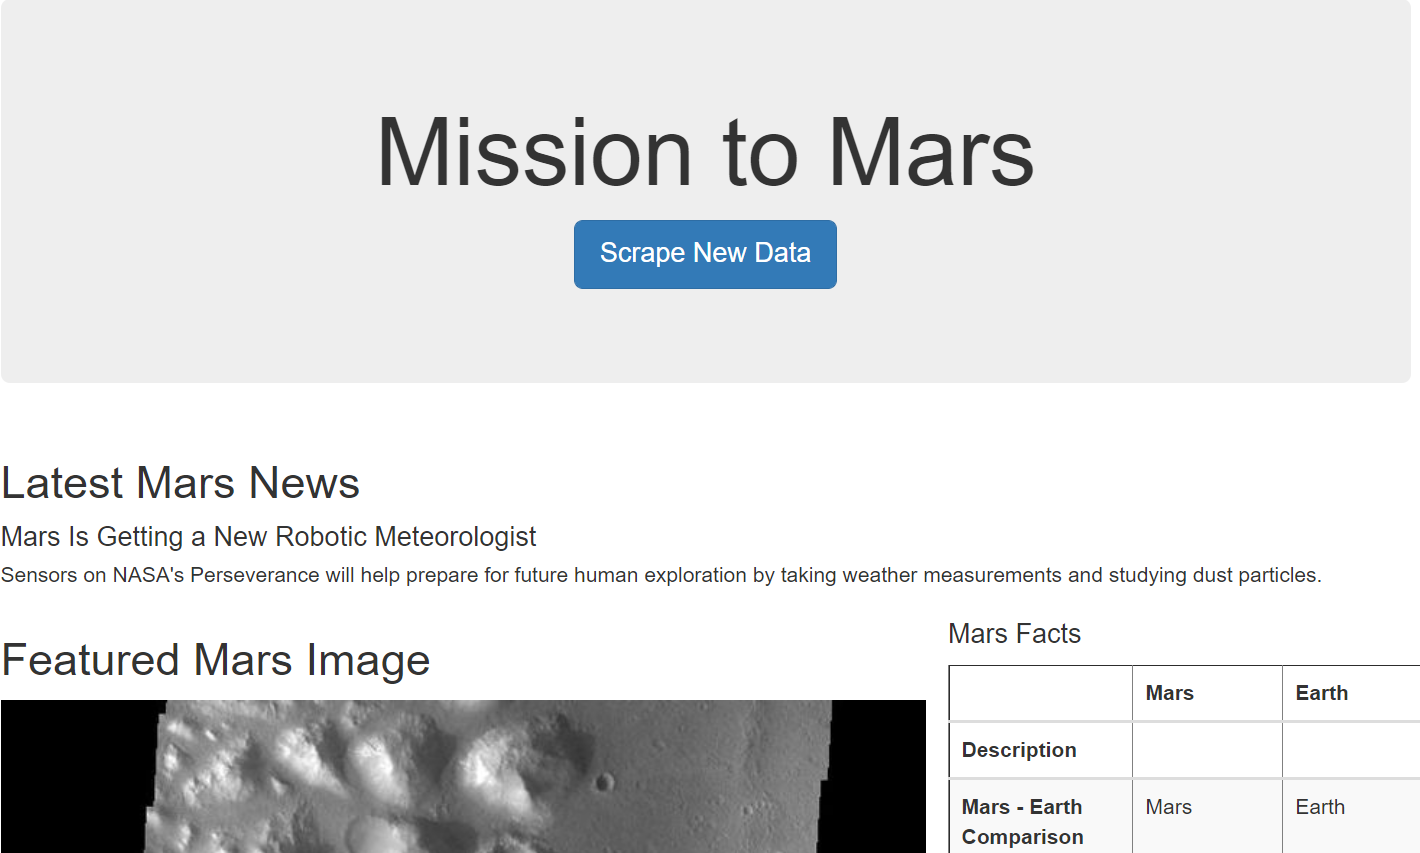 Mission to Mars
Scrape New Data
Latest Mars News
Mars Is Getting a New Robotic Meteorologist
Sensors on NASA's Perseverance will help prepare for future human exploration by taking weather measurements and studying dust particles.
Featured Mars Image
Mars Facts
Mars Earth
Description
Mars - Earth Mars Earth
Comparison